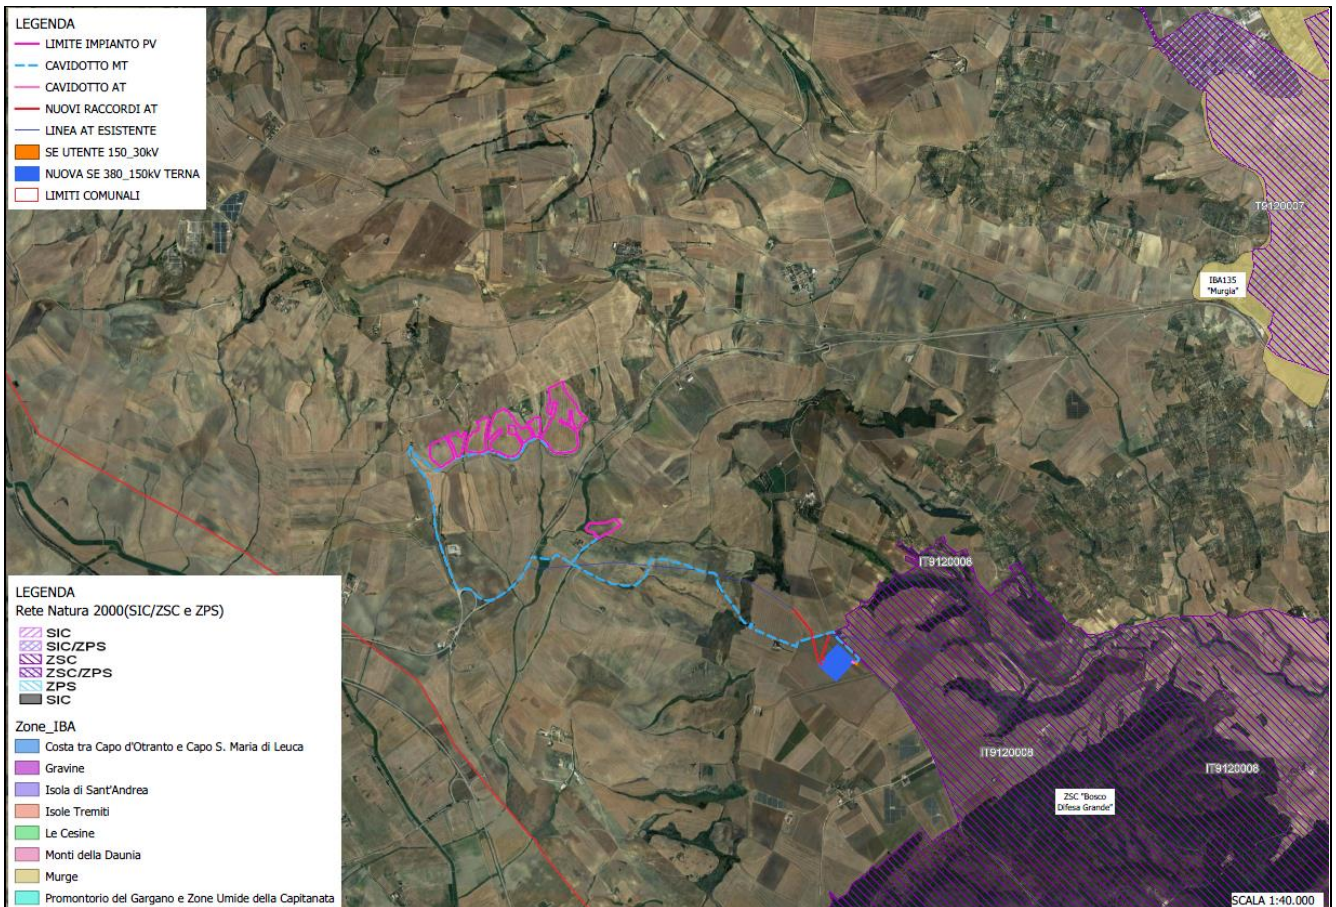 LEGENDA
LIMITE IMPIANTO PV
CAVIDOTTO MT
CAVIDOTTO AT
NUOVI RACCORDI AT
LINEA AT ESISTENTE
SE UTENTE 150_30kV
NUOVA SE 380_150kV TERNA
LIMITI COMUNALI
T9120007
IBA135
"Murgia"
IT9120008
LEGENDA
Rete Natura 2000(SIC/ZSC e ZPS)
SIC
SIC/ZPS
ZSC
ZSC/ZPS
ZPS
SIC
Zone_IBA
Costa tra Capo d'Otranto e Capo S. Maria di Leuca
Gravine
Isola di Sant'Andrea
Isole Tremiti
Le Cesine
Monti della Daunia
Murge
Promontorio del Gargano e Zone Umide della Capitanata
IT9120008
IT9120008
ZSC "Bosco
Difesa Grande"
SCALA 1:40.000